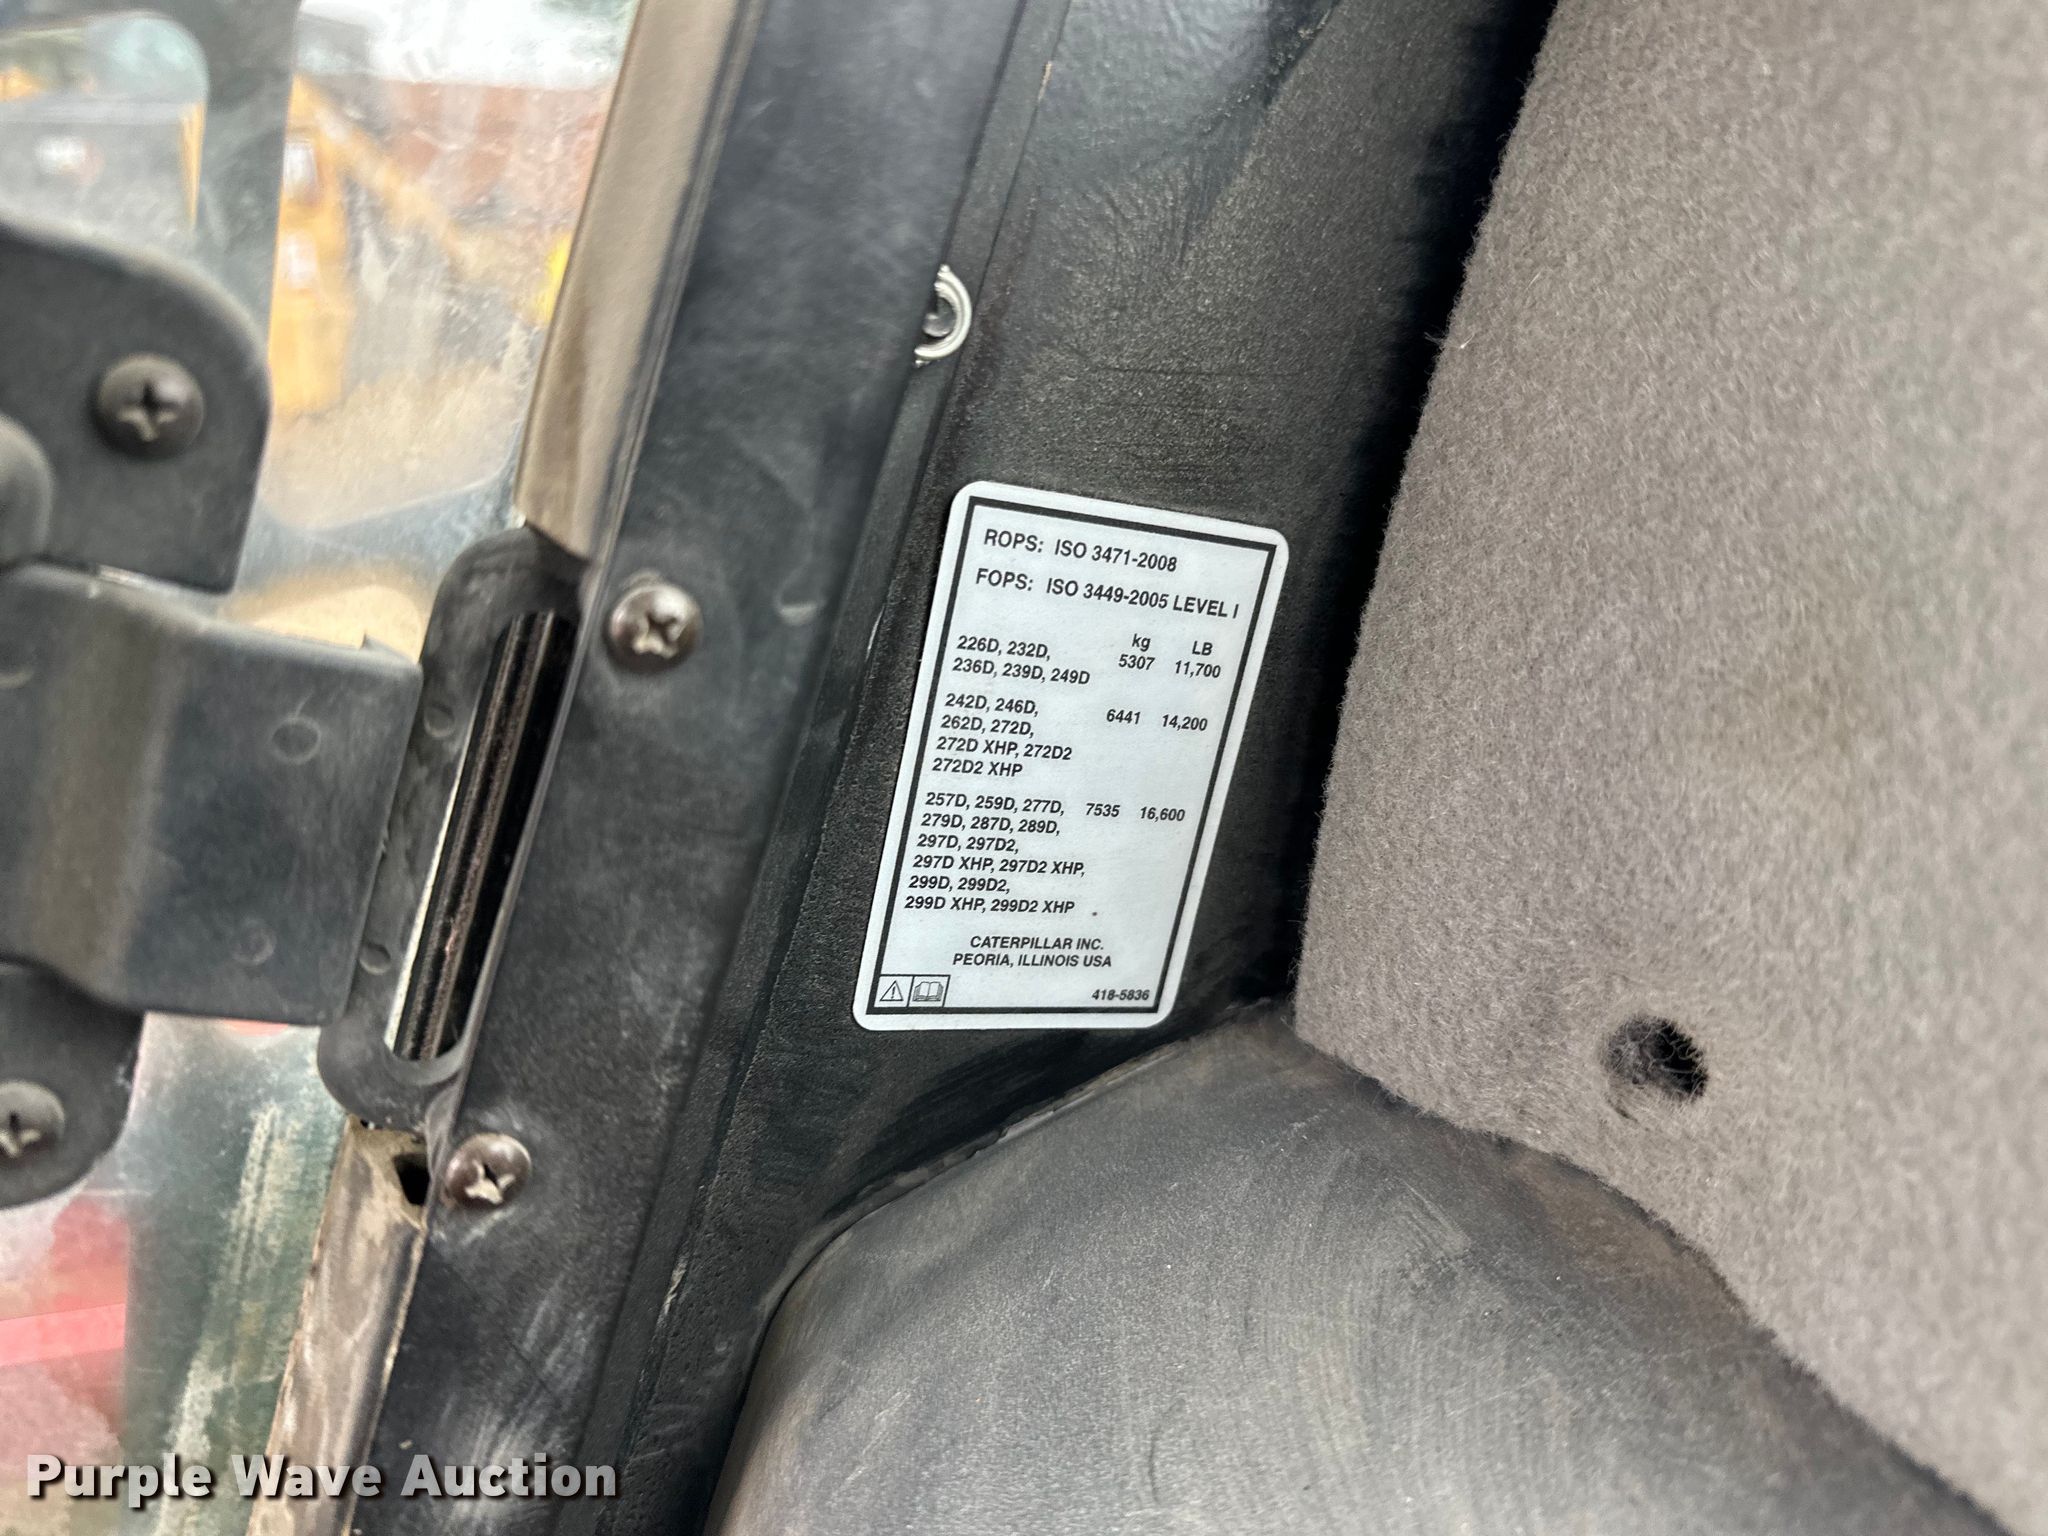 ROPS: ISO 3471-2008
FOPS: ISO 3449-2005 LEVEL I
kg LB
226D, 232D, 5307 11,700
236D, 239D, 249D
242D, 246D, 6441 14,200
262D, 272D,
272D XHP, 272D2
272D2 XHP
257D, 259D, 277D, 7535 16,600
279D, 287D, 289D,
297D, 297D2,
297D XHP, 297D2 XHP,
299D, 299D2,
299D XHP, 299D2 XHP
CATERPILLAR INC.
PEORIA, ILLINOIS USA
418-5836
Purple Wave Auction